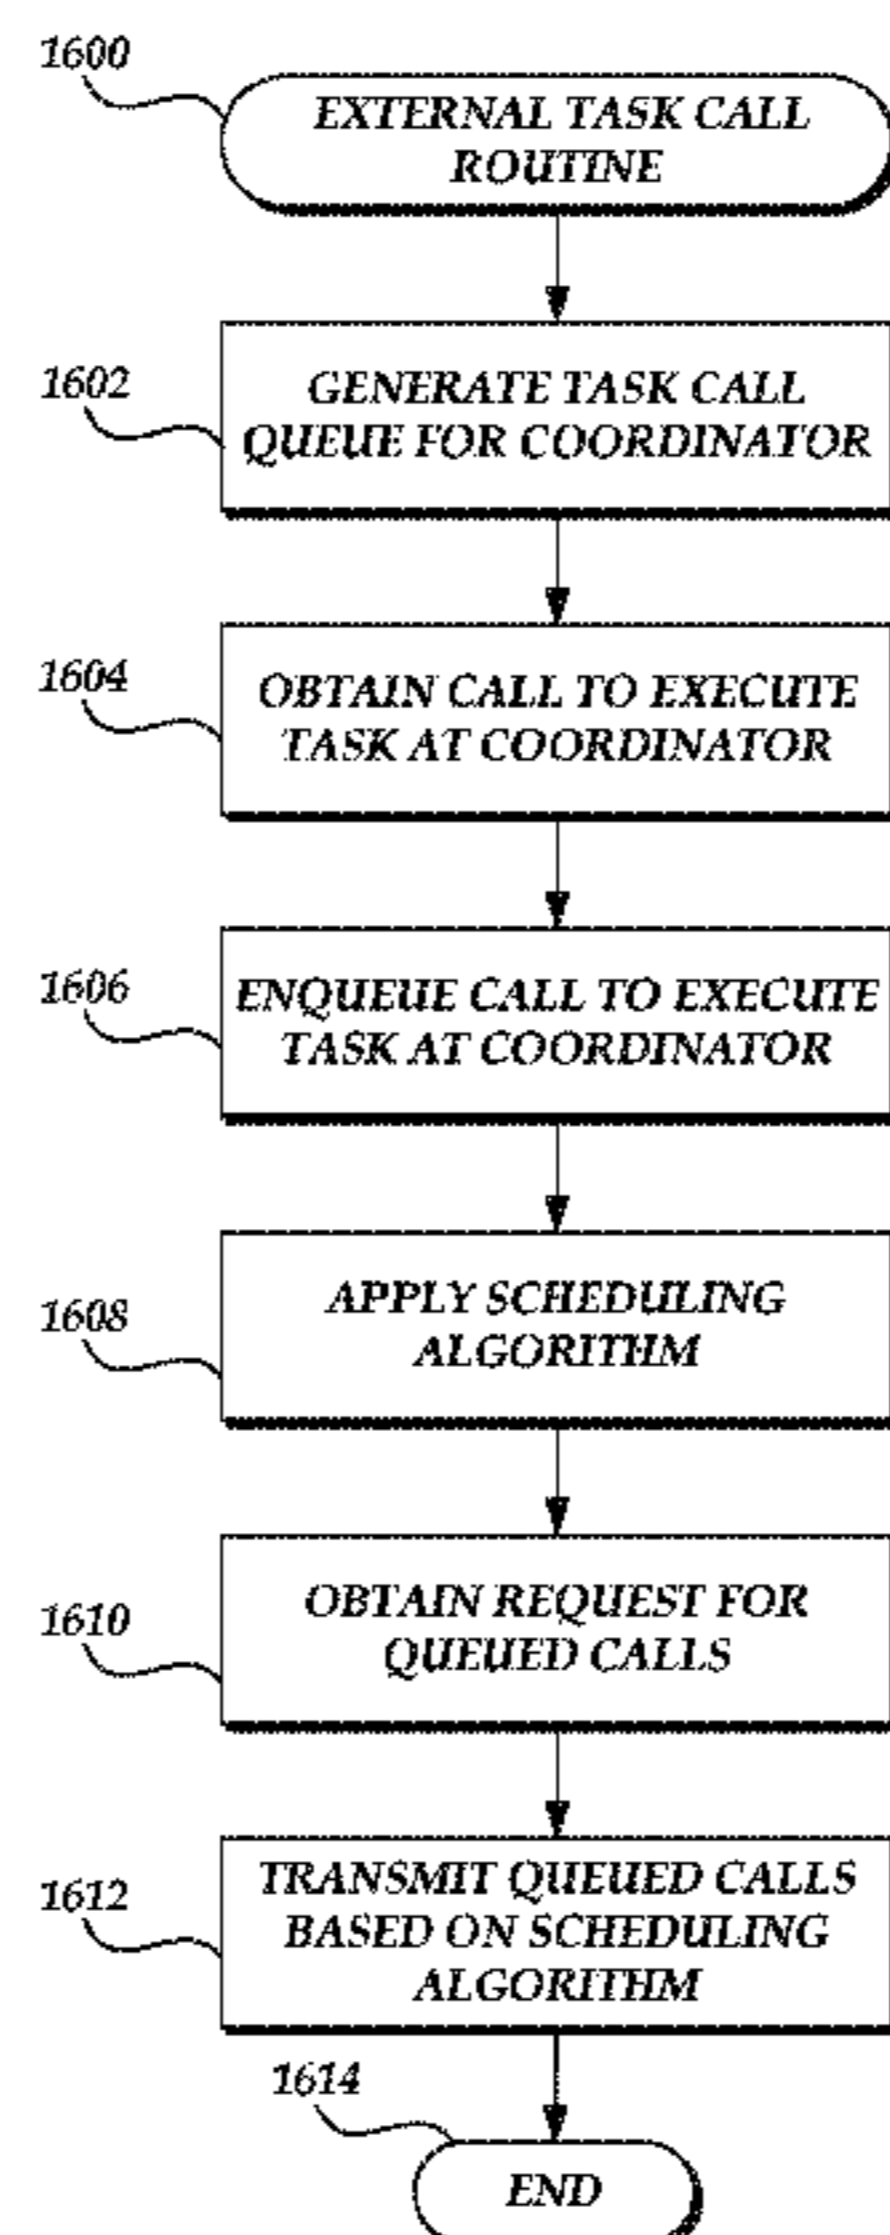 1600
EXTERNAL TASK CALL
ROUTINE
1602
GENERATE TASK CALL
QUEUE FOR COORDINATOR
1604
OBTAIN CALL TO EXECUTE
TASK AT COORDINATOR
1606
ENQUEUE CALL TO EXECUTE
TASK AT COORDINATOR
1608
APPLY SCHEDULING
ALGORITHM
1610
OBTAIN REQUEST FOR
QUEUED CALLS
1612
TRANSMIT QUEUED CALLS
BASED ON SCHEDULING
ALGORITHM
1614
END